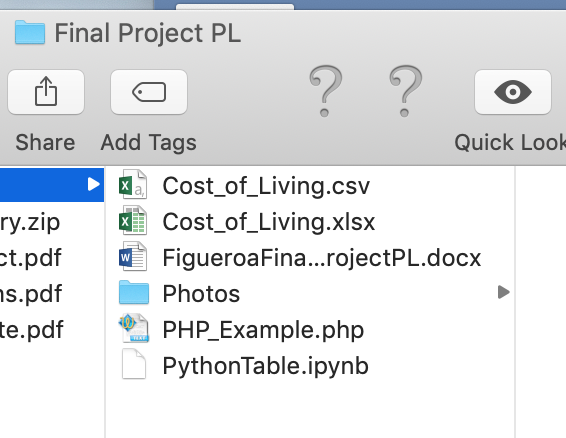 Final Project PL
? ?
Share Add Tags Quick Look
Cost_of_Living.csv
ry.zip Cost_of_Living.xlsx
ct.pdf FigueroaFina...rojectPL.docx
ns.pdf Photos
te.pdf PHP_Example.php
PythonTable.ipynb